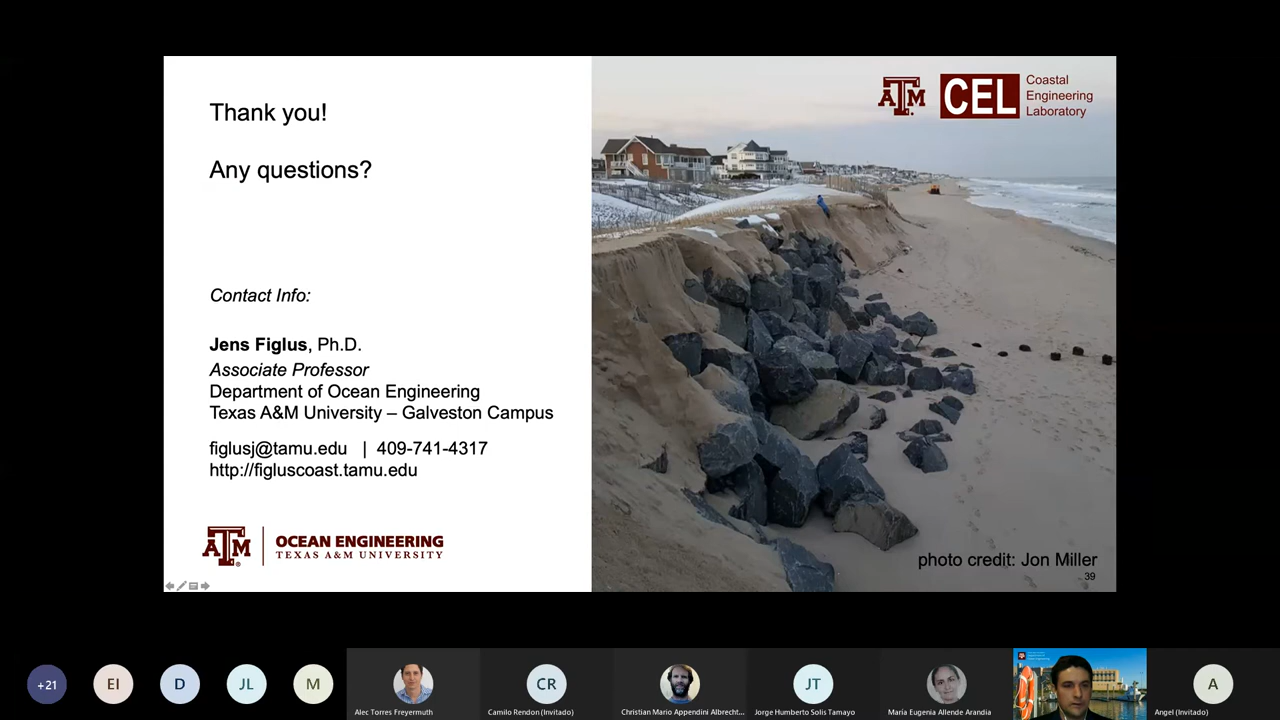 Thank you!
Any questions?
Contact Info:
Jens Figlus, Ph.D.
Associate Professor
Department of Ocean Engineering
Texas A&M University – Galveston Campus
figlusj@tamu.edu | 409-741-4317
http://figluscoast.tamu.edu
ATM
OCEAN ENGINEERING
TEXAS A&M UNIVERSITY
ATM
CEL
Coastal
Engineering
Laboratory
photo credit: Jon Miller
39
+21
EI
D
JL
M
Alec Torres Freyermuth
CR
Camilo Rendon (Invitado)
Christian Mario Appendini Albrecht...
JT
Jorge Humberto Solis Tamayo
María Eugenia Allende Arandia
A
Angel (Invitado)